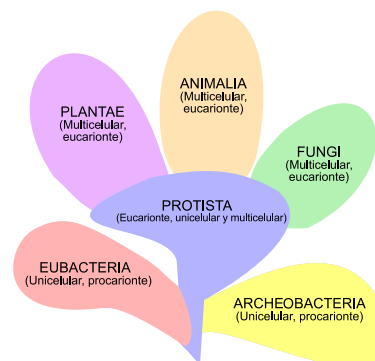 ANIMALIA
(Multicelular,
eucarionte)
PLANTAE
(Multicelular,
eucarionte)
FUNGI
(Multicelular,
eucarionte)
PROTISTA
(Eucarionte, unicelular y multicelular)
EUBACTERIA
(Unicelular, procarionte)
ARCHEOBACTERIA
(Unicelular, procarionte)